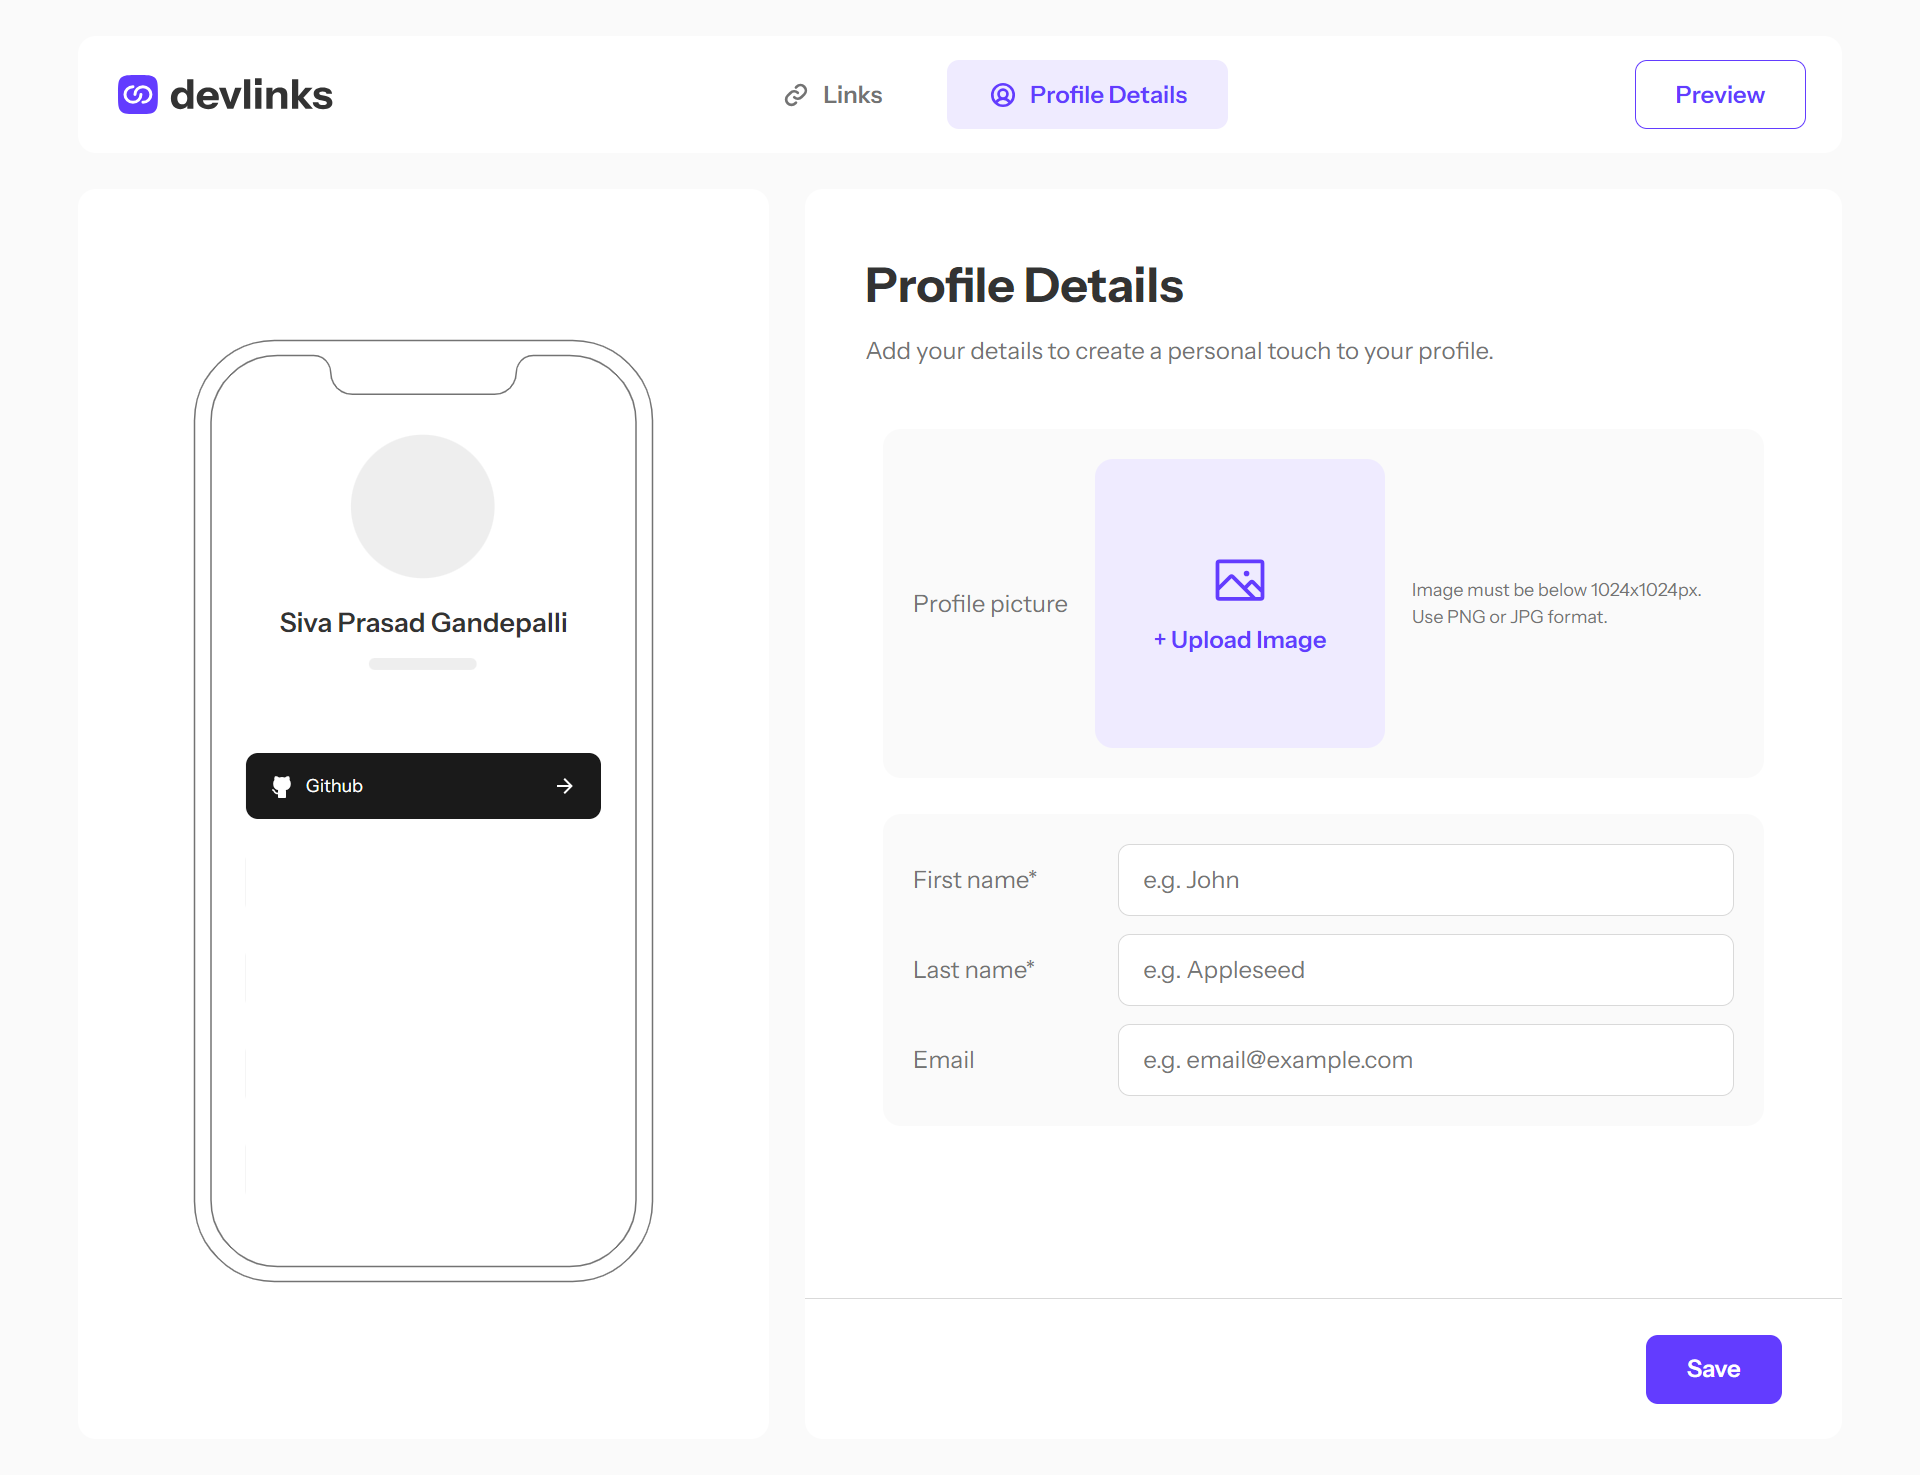 devlinks
Links
Profile Details
Preview
Siva Prasad Gandepalli
Github
Profile Details
Add your details to create a personal touch to your profile.
Profile picture
+ Upload Image
Image must be below 1024x1024px.
Use PNG or JPG format.
First name*
e.g. John
Last name*
e.g. Appleseed
Email
e.g. email@example.com
Save